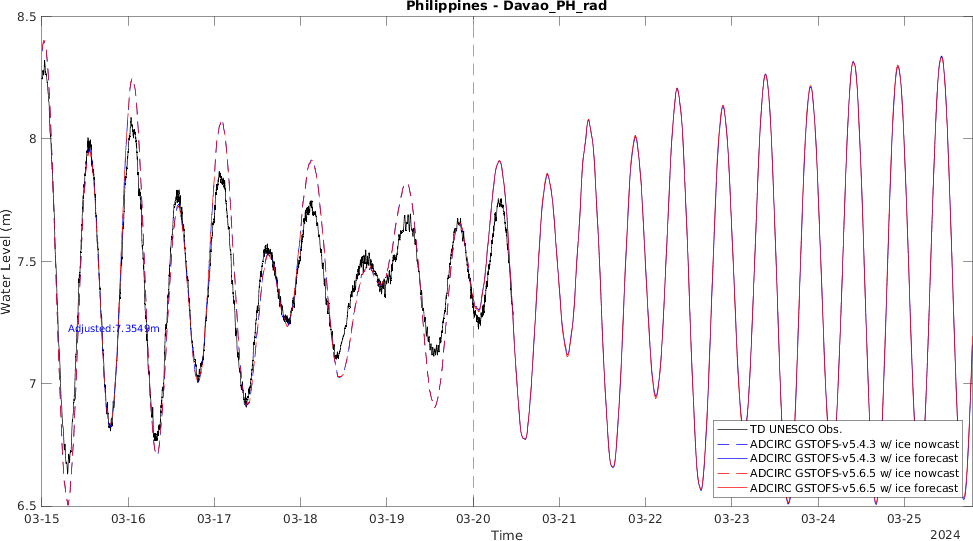 Philippines - Davao_PH_rad
8.5
8
7.5
7
6.5
Water Level (m)
Adjusted:7.3549m
TD UNESCO Obs.
ADCIRC GSTOFS-v5.4.3 w/ ice nowcast
ADCIRC GSTOFS-v5.4.3 w/ ice forecast
ADCIRC GSTOFS-v5.6.5 w/ ice nowcast
ADCIRC GSTOFS-v5.6.5 w/ ice forecast
03-15 03-16 03-17 03-18 03-19 03-20 03-21 03-22 03-23 03-24 03-25
Time
2024